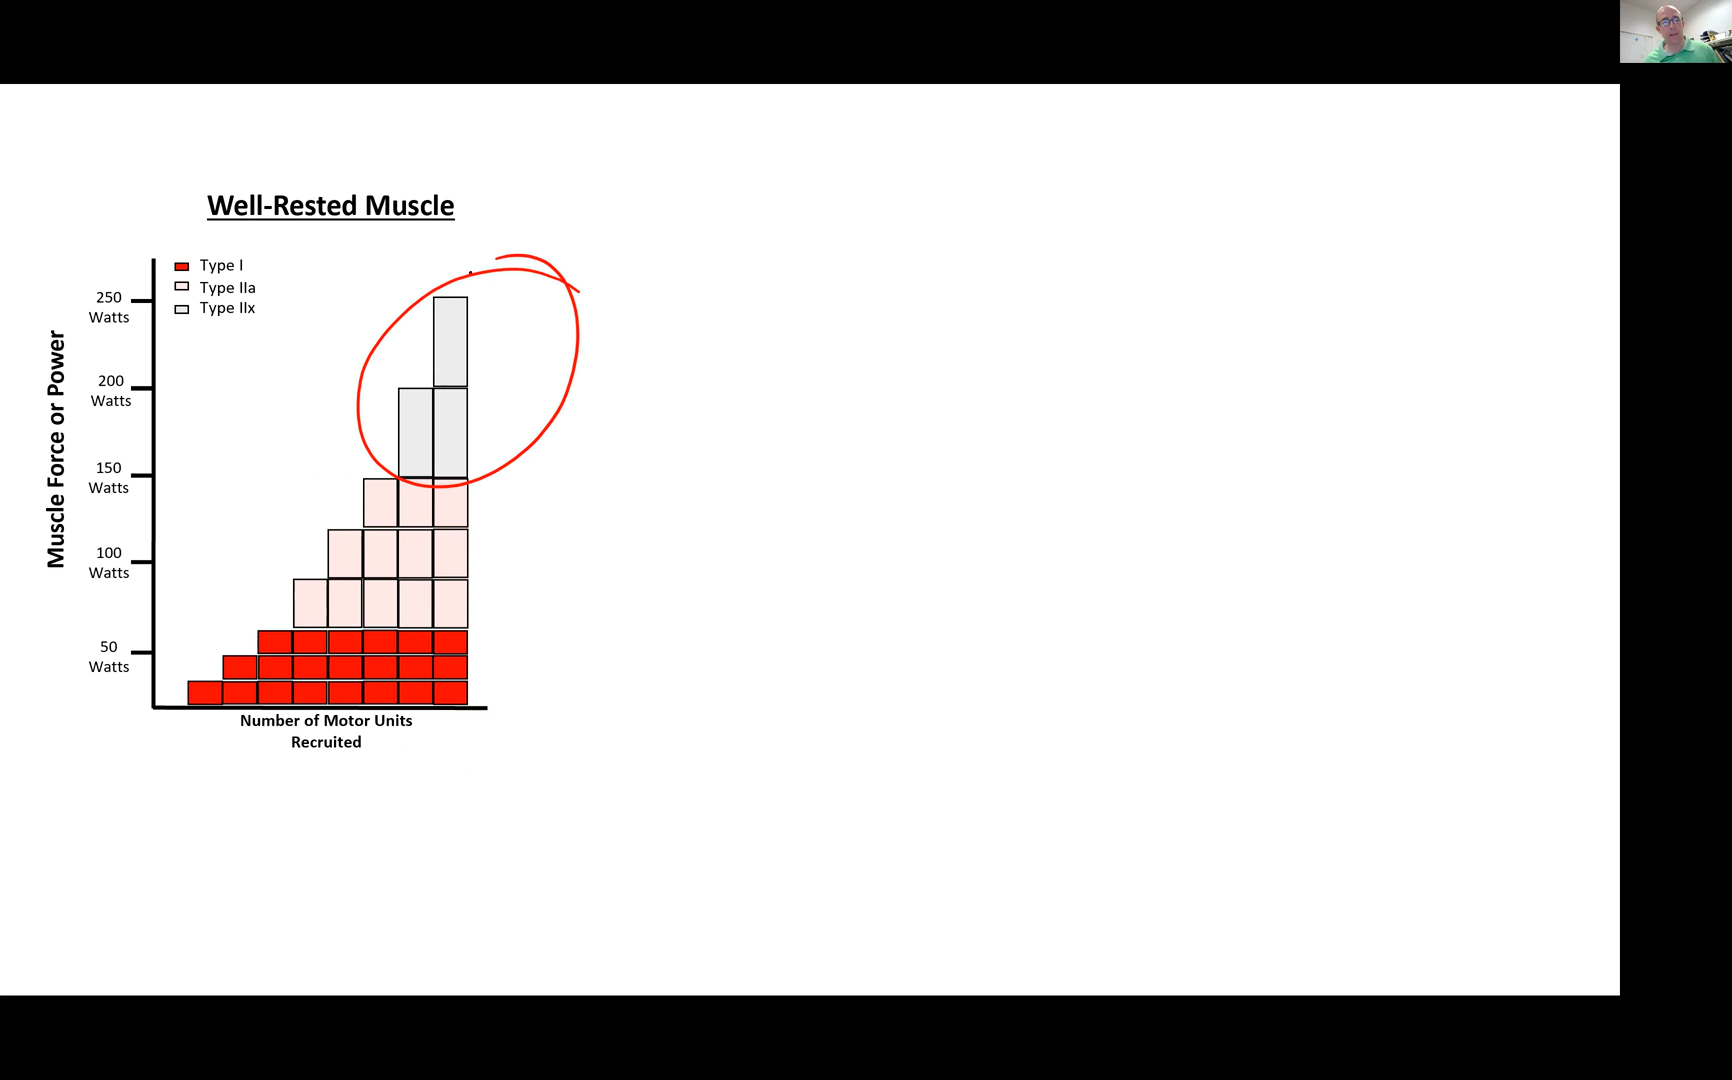 Well-Rested Muscle
Type I
Type IIa
Type IIx
250
Watts
200
Watts
150
Watts
100
Watts
50
Watts
Muscle Force or Power
Number of Motor Units
Recruited